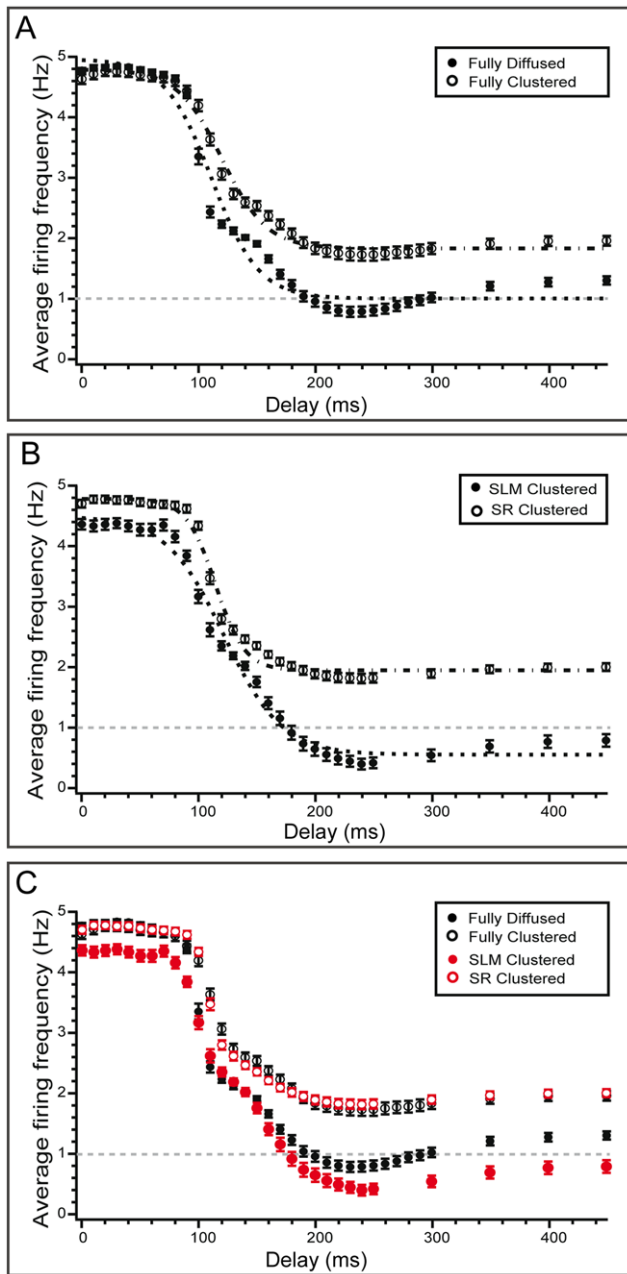 A
Average firing frequency (Hz)
5
4
3
2
1
0
Fully Diffused
Fully Clustered
0
100
200
300
400
Delay (ms)
B
Average firing frequency (Hz)
5
4
3
2
1
0
SLM Clustered
SR Clustered
0
100
200
300
400
Delay (ms)
C
Average firing frequency (Hz)
5
4
3
2
1
0
Fully Diffused
Fully Clustered
SLM Clustered
SR Clustered
0
100
200
300
400
Delay (ms)